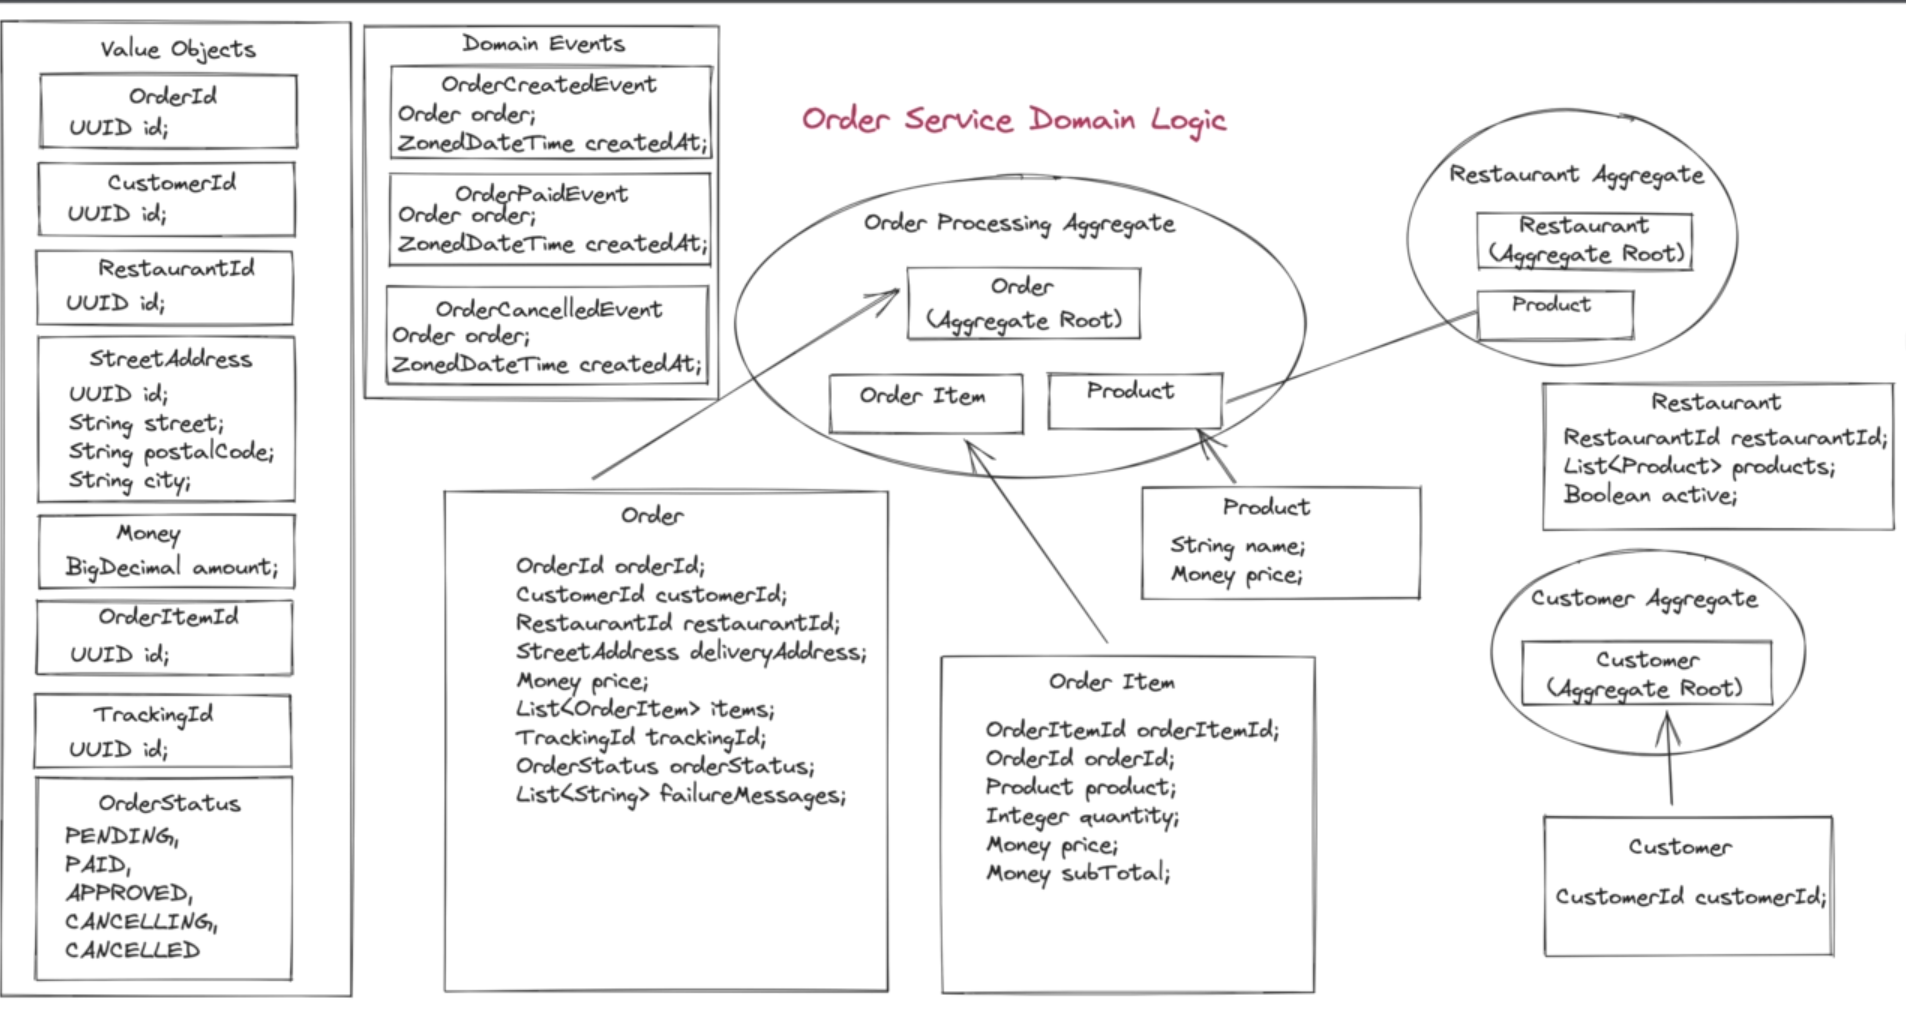 Value Objects
OrderId
UUID id;
CustomerId
UUID id;
RestaurantId
UUID id;
StreetAddress
UUID id;
String street;
String postalCode;
String city;
Money
BigDecimal amount;
OrderItemId
UUID id;
TrackingId
UUID id;
OrderStatus
PENDING,
PAID,
APPROVED,
CANCELLING,
CANCELLED
Domain Events
OrderCreatedEvent
Order order;
ZonedDateTime createdAt;
OrderPaidEvent
Order order;
ZonedDateTime createdAt;
OrderCancelledEvent
Order order;
ZonedDateTime createdAt;
Order Service Domain Logic
Order Processing Aggregate
Order
(Aggregate Root)
Order Item
Product
Restaurant Aggregate
Restaurant
(Aggregate Root)
Product
Order
OrderId orderId;
CustomerId customerId;
RestaurantId restaurantId;
StreetAddress deliveryAddress;
Money price;
List<OrderItem> items;
TrackingId trackingId;
OrderStatus orderStatus;
List<String> failureMessages;
Order Item
OrderItemId orderItemId;
OrderId orderId;
Product product;
Integer quantity;
Money price;
Money subTotal;
Product
String name;
Money price;
Restaurant
RestaurantId restaurantId;
List<Product> products;
Boolean active;
Customer Aggregate
Customer
(Aggregate Root)
Customer
CustomerId customerId;